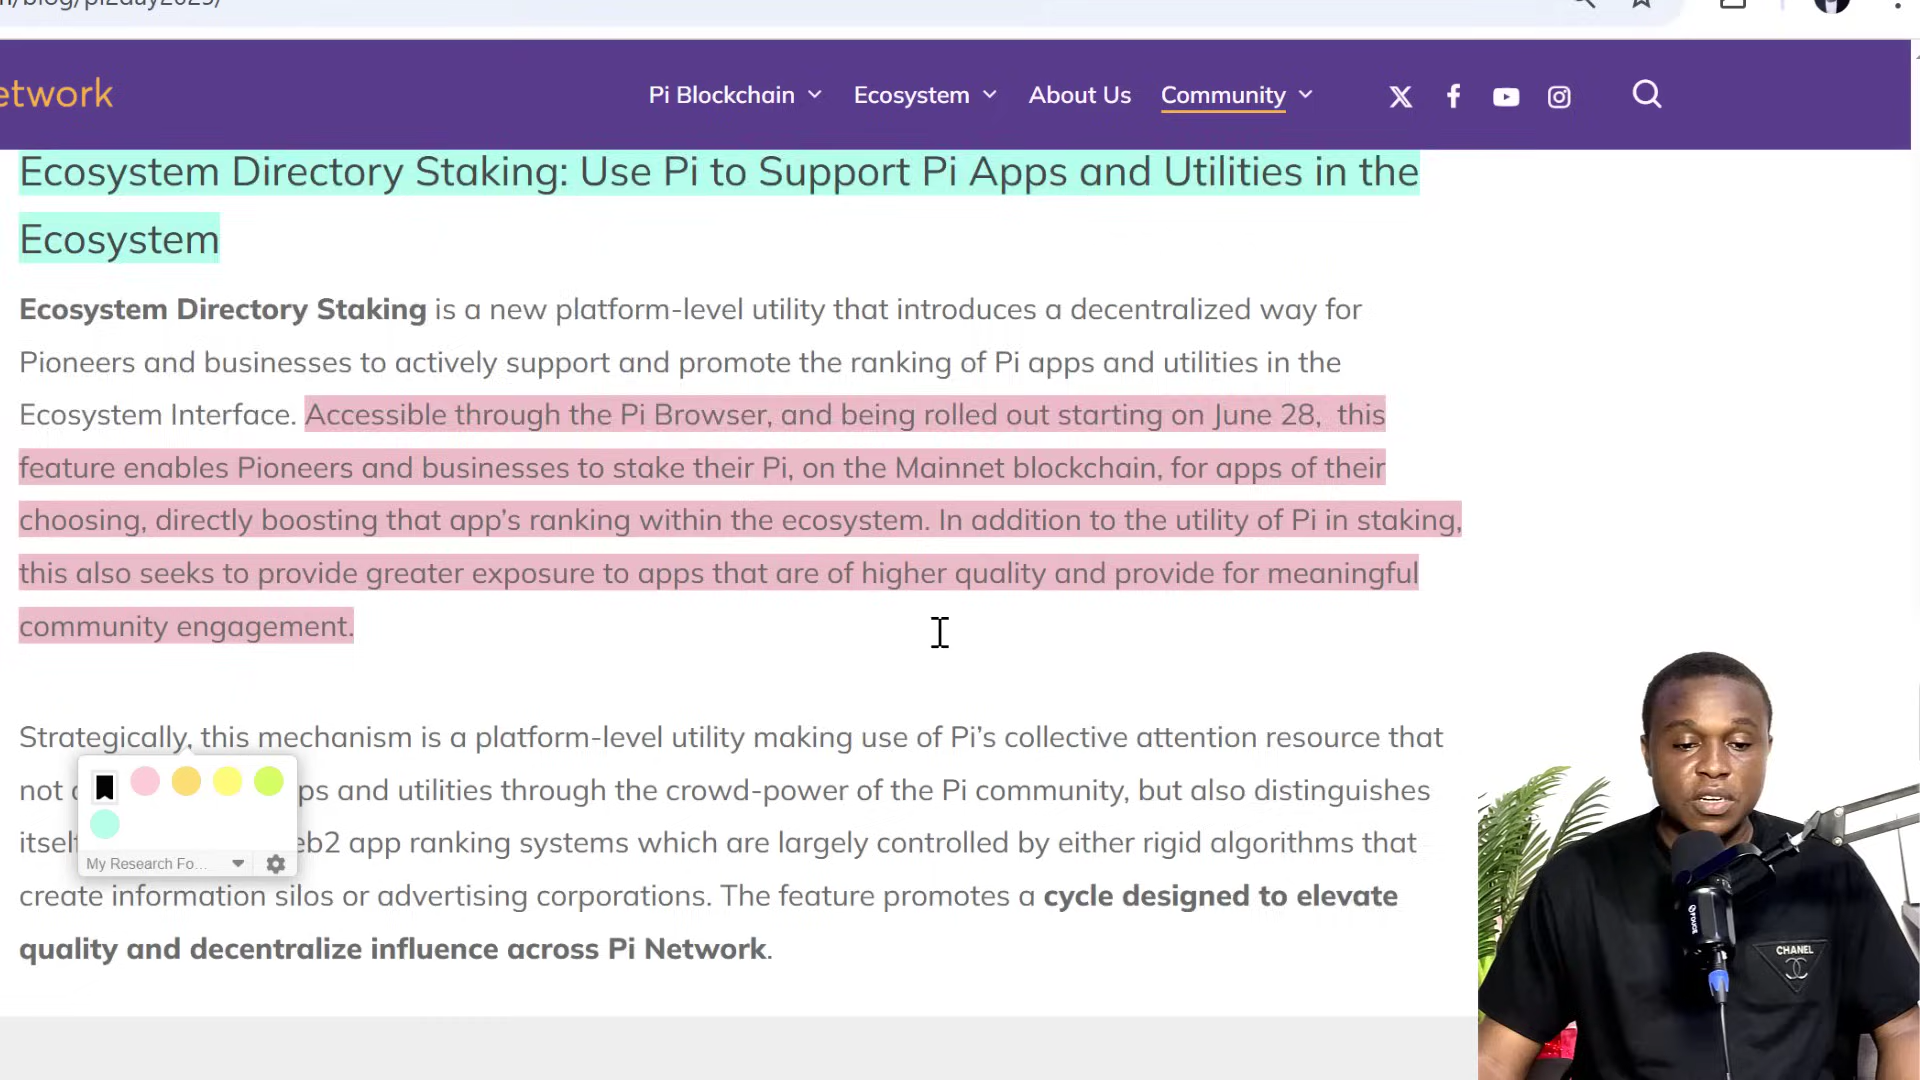 /blog/pi2day2025/
etwork
Pi Blockchain
Ecosystem
About Us
Community
Ecosystem Directory Staking: Use Pi to Support Pi Apps and Utilities in the
Ecosystem
Ecosystem Directory Staking is a new platform-level utility that introduces a decentralized way for
Pioneers and businesses to actively support and promote the ranking of Pi apps and utilities in the
Ecosystem Interface. Accessible through the Pi Browser, and being rolled out starting on June 28, this
feature enables Pioneers and businesses to stake their Pi, on the Mainnet blockchain, for apps of their
choosing, directly boosting that app’s ranking within the ecosystem. In addition to the utility of Pi in staking,
this also seeks to provide greater exposure to apps that are of higher quality and provide for meaningful
community engagement.
Strategically, this mechanism is a platform-level utility making use of Pi’s collective attention resource that
not ps and utilities through the crowd-power of the Pi community, but also distinguishes
itself eb2 app ranking systems which are largely controlled by either rigid algorithms that
My Research Fo...
create information silos or advertising corporations. The feature promotes a cycle designed to elevate
quality and decentralize influence across Pi Network.
CHANEL